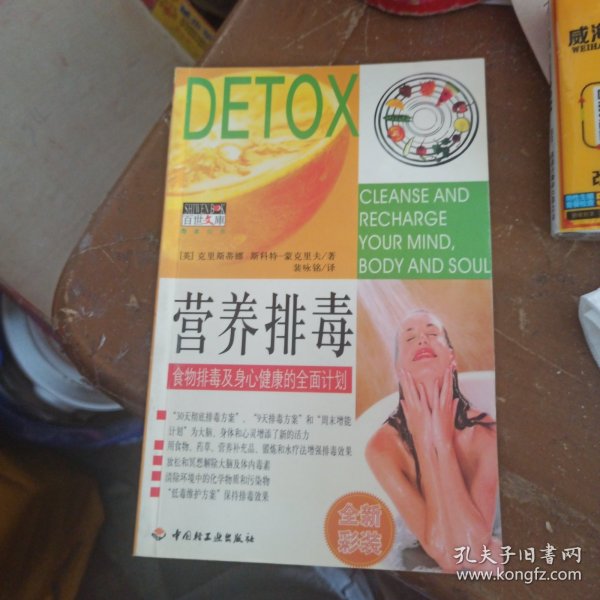 DETOX
CLEANSE AND
RECHARGE
YOUR MIND,
BODY AND SOUL
百世文库
[英]克里斯蒂娜·斯科特-蒙克里夫/著
裴咏铭/译
营养排毒
食物排毒及身心健康的全面计划
“30天彻底排毒方案”、“9天排毒方案”和“周末增能
计划”为大脑、身体和心灵增添了新的活力
用食物、药草、营养补充品、锻炼和水疗法增强排毒效果
放松和冥想解除大脑及体内毒素
清除环境中的化学物质和污染物
“低毒维护方案”保持排毒效果
全新
彩装
中国轻工业出版社
威海
WEIHA
孔夫子旧书网
www.kongfz.com